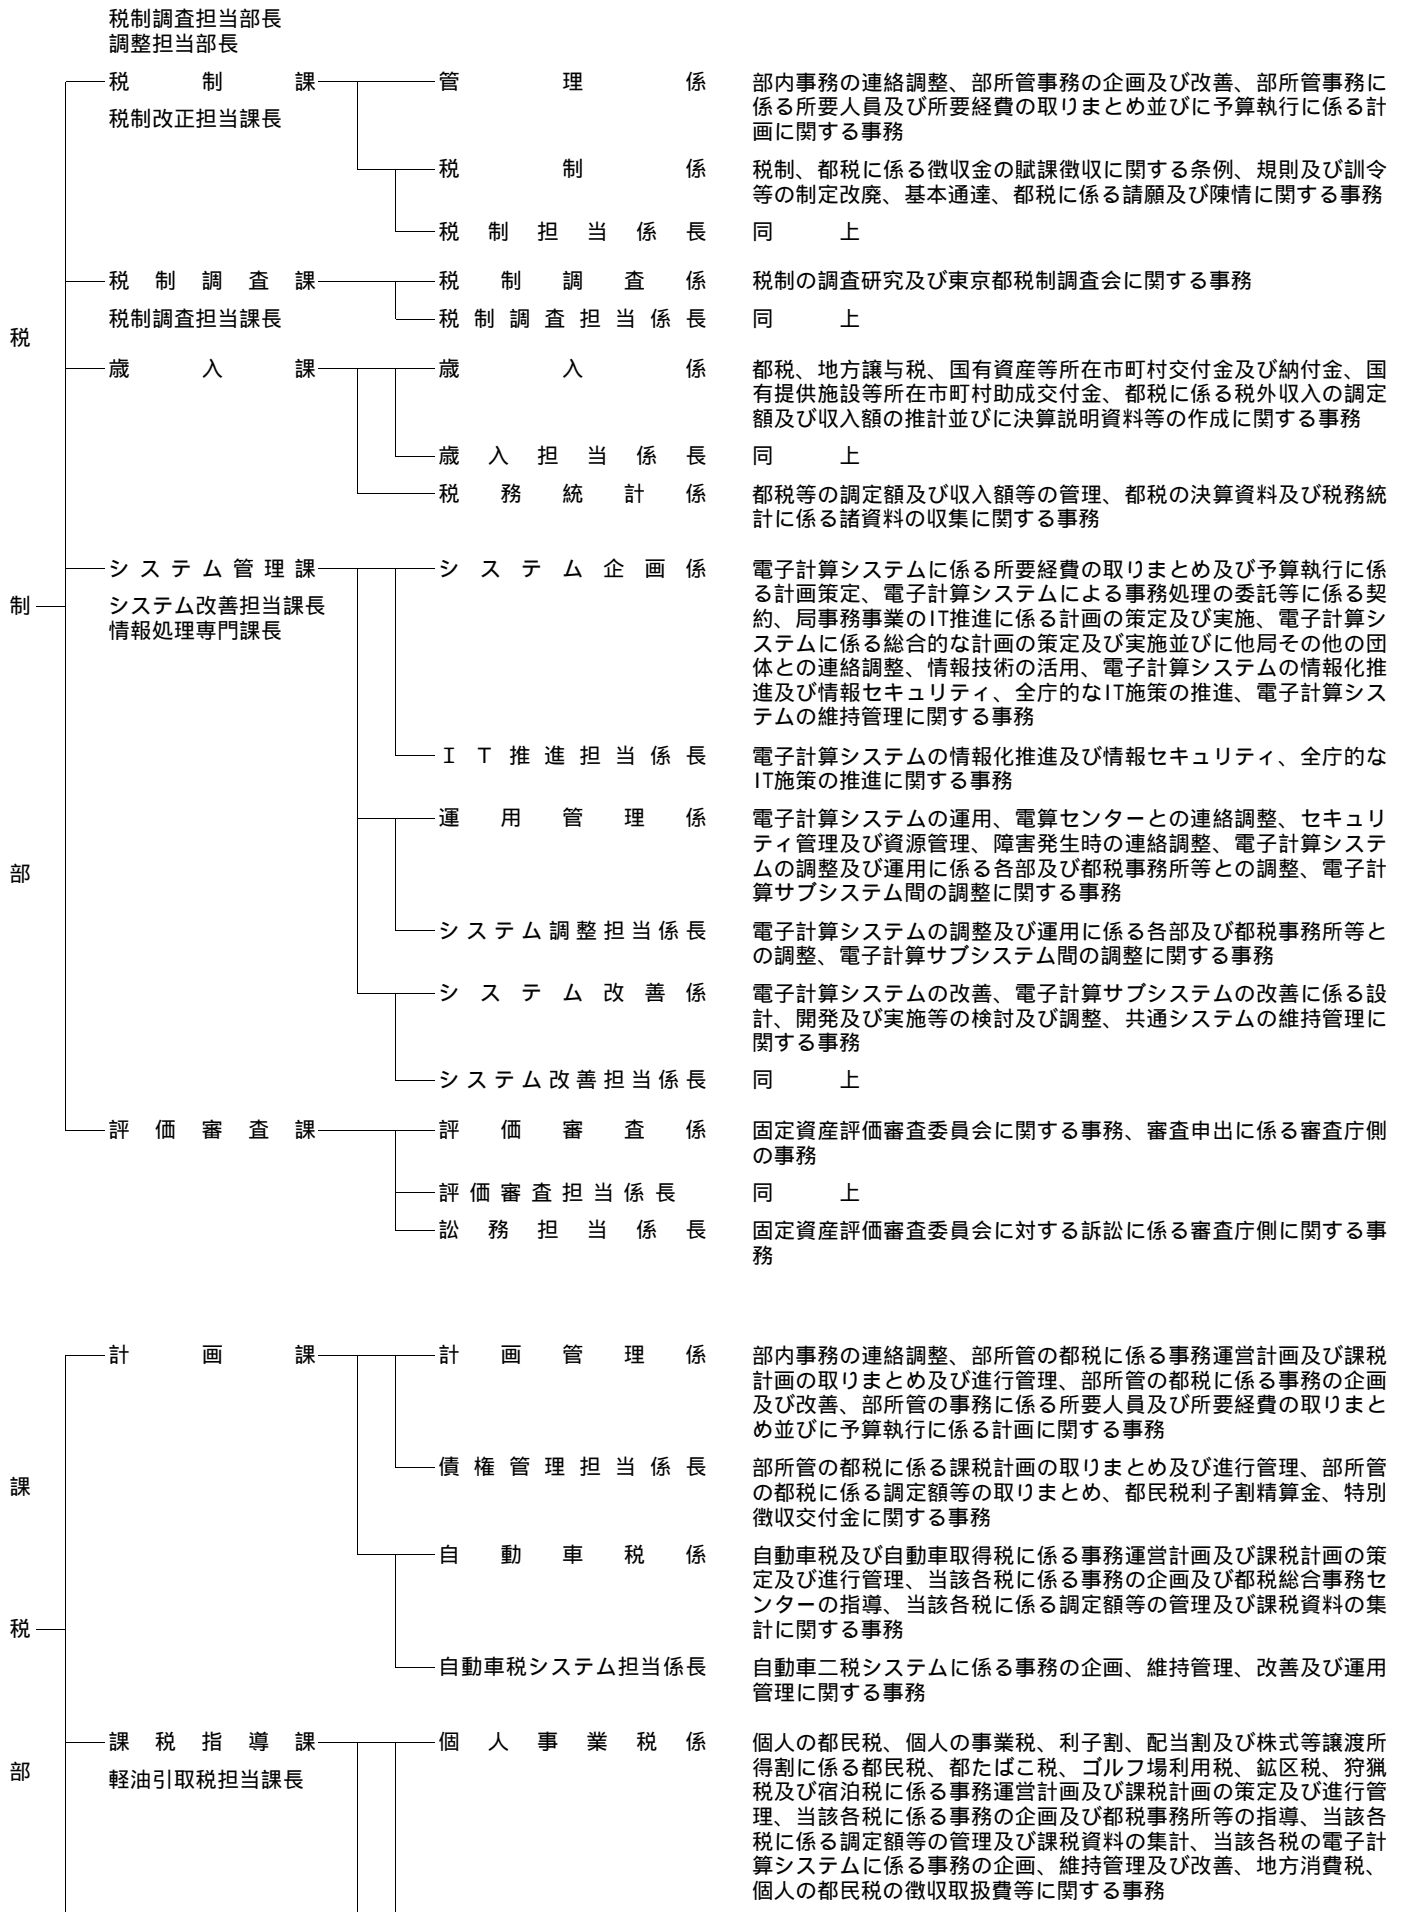 税制調査担当部長
調整担当部長
税制部
税制課
税制改正担当課長
管理係
部内事務の連絡調整、部所管事務の企画及び改善、部所管事務に
係る所要人員及び所要経費の取りまとめ並びに予算執行に係る計
画に関する事務
税制係
税制、都税に係る徴収金の賦課徴収に関する条例、規則及び訓令
等の制定改廃、基本通達、都税に係る請願及び陳情に関する事務
税制担当係長
同上
税制調査課
税制調査担当課長
税制調査係
税制の調査研究及び東京都税制調査会に関する事務
税制調査担当係長
同上
歳入課
歳入係
都税、地方譲与税、国有資産等所在市町村交付金及び納付金、国
有提供施設等所在市町村助成交付金、都税に係る税外収入の調定
額及び収入額の推計並びに決算説明資料等の作成に関する事務
歳入担当係長
同上
税務統計係
都税等の調定額及び収入額等の管理、都税の決算資料及び税務統
計に係る諸資料の収集に関する事務
システム管理課
システム改善担当課長
情報処理専門課長
システム企画係
電子計算システムに係る所要経費の取りまとめ及び予算執行に係
る計画策定、電子計算システムによる事務処理の委託等に係る契
約、局事務事業のIT推進に係る計画の策定及び実施、電子計算シ
ステムに係る総合的な計画の策定及び実施並びに他局その他の団
体との連絡調整、情報技術の活用、電子計算システムの情報化推
進及び情報セキュリティ、全庁的なIT施策の推進、電子計算シス
テムの維持管理に関する事務
ＩＴ推進担当係長
電子計算システムの情報化推進及び情報セキュリティ、全庁的な
IT施策の推進に関する事務
運用管理係
電子計算システムの運用、電算センターとの連絡調整、セキュリ
ティ管理及び資源管理、障害発生時の連絡調整、電子計算システ
ムの調整及び運用に係る各部及び都税事務所等との調整、電子計
算サブシステム間の調整に関する事務
システム調整担当係長
電子計算システムの調整及び運用に係る各部及び都税事務所等と
の調整、電子計算サブシステム間の調整に関する事務
システム改善係
電子計算システムの改善、電子計算サブシステムの改善に係る設
計、開発及び実施等の検討及び調整、共通システムの維持管理に
関する事務
システム改善担当係長
同上
評価審査課
評価審査係
固定資産評価審査委員会に関する事務、審査申出に係る審査庁側
の事務
評価審査担当係長
同上
訟務担当係長
固定資産評価審査委員会に対する訴訟に係る審査庁側に関する事
務
課税部
計画課
計画管理係
部内事務の連絡調整、部所管の都税に係る事務運営計画及び課税
計画の取りまとめ及び進行管理、部所管の都税に係る事務の企画
及び改善、部所管の事務に係る所要人員及び所要経費の取りまと
め並びに予算執行に係る計画に関する事務
債権管理担当係長
部所管の都税に係る課税計画の取りまとめ及び進行管理、部所管
の都税に係る調定額等の取りまとめ、都民税利子割精算金、特別
徴収交付金に関する事務
自動車税係
自動車税及び自動車取得税に係る事務運営計画及び課税計画の策
定及び進行管理、当該各税に係る事務の企画及び都税総合事務セ
ンターの指導、当該各税に係る調定額等の管理及び課税資料の集
計に関する事務
自動車税システム担当係長
自動車二税システムに係る事務の企画、維持管理、改善及び運用
管理に関する事務
課税指導課
軽油引取税担当課長
個人事業税係
個人の都民税、個人の事業税、利子割、配当割及び株式等譲渡所
得割に係る都民税、都たばこ税、ゴルフ場利用税、鉱区税、狩猟
税及び宿泊税に係る事務運営計画及び課税計画の策定及び進行管
理、当該各税に係る事務の企画及び都税事務所等の指導、当該各
税に係る調定額等の管理及び課税資料の集計、当該各税の電子計
算システムに係る事務の企画、維持管理及び改善、地方消費税、
個人の都民税の徴収取扱費等に関する事務